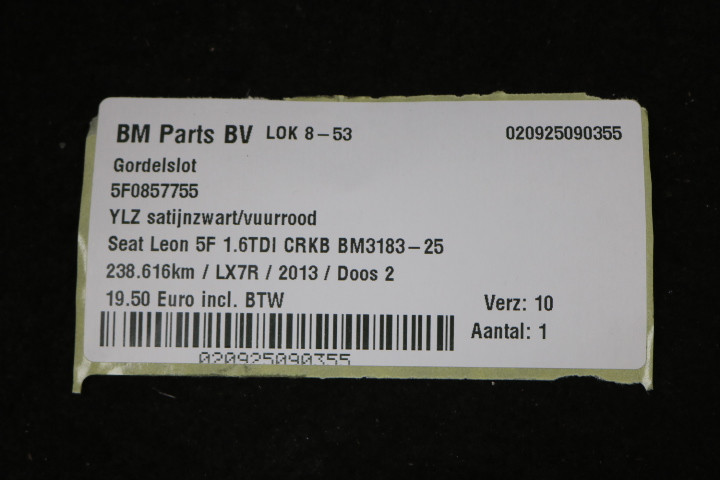 BM Parts BV LOK 8-53 020925090355
Gordelslot
5F0857755
YLZ satijnzwart/vuurrood
Seat Leon 5F 1.6TDI CRKB BM3183-25
238.616km / LX7R / 2013 / Doos 2
19.50 Euro incl. BTW Verz: 10
Aantal: 1
020925090355